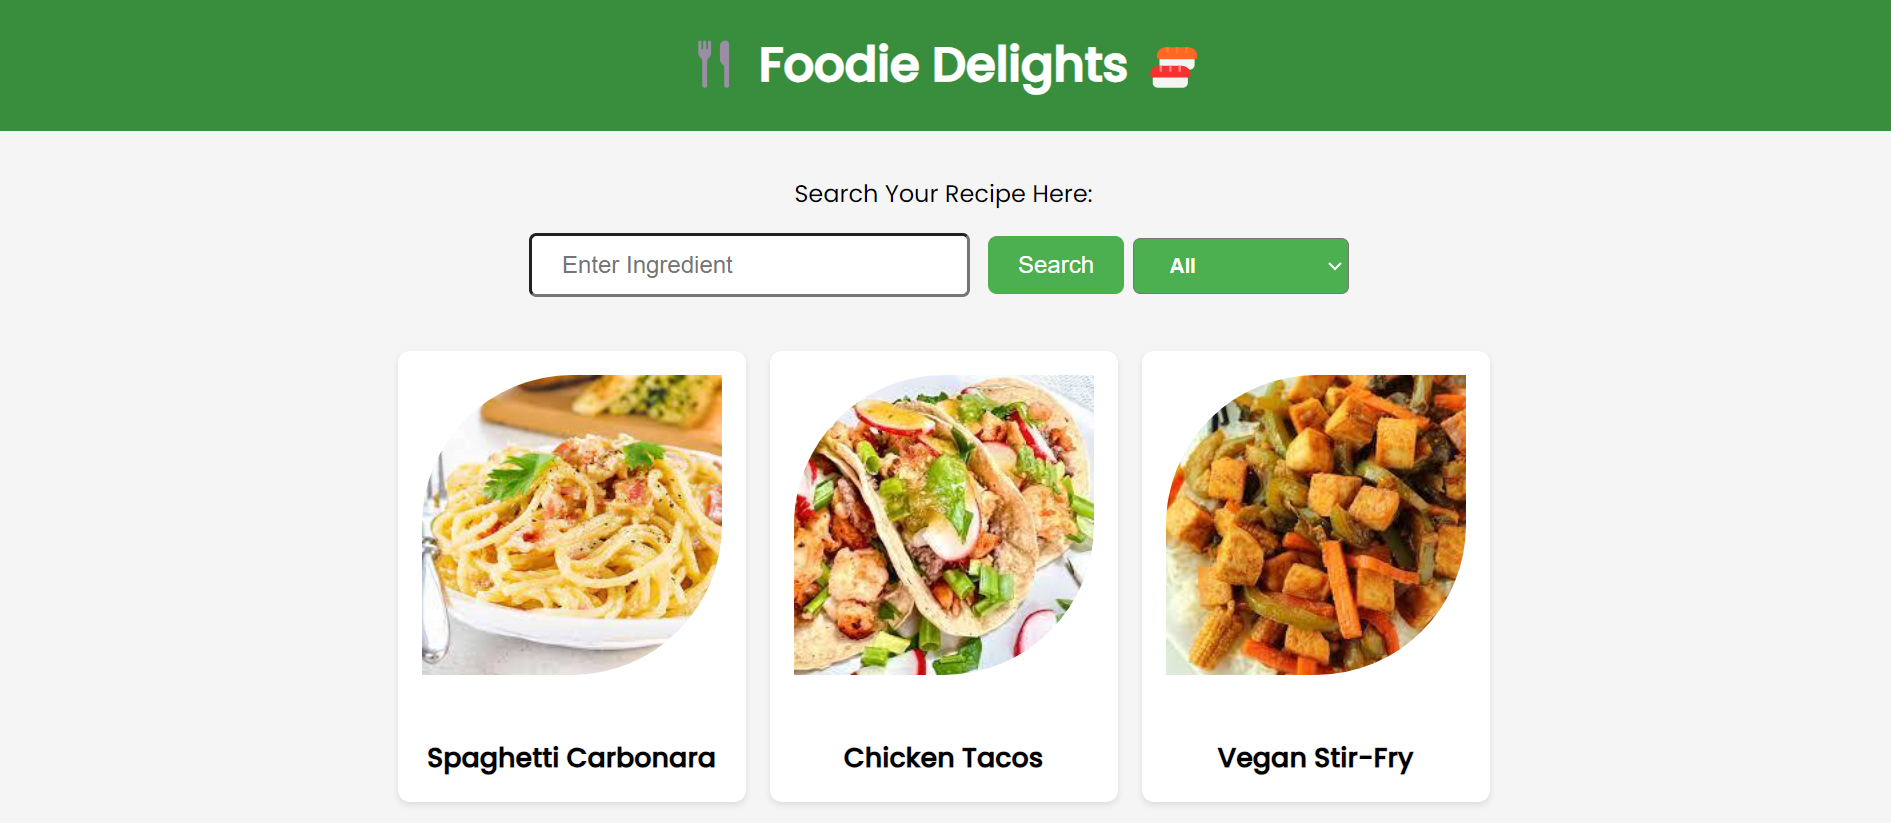 Foodie Delights
Search Your Recipe Here:
Enter Ingredient Search All
Spaghetti Carbonara Chicken Tacos Vegan Stir-Fry